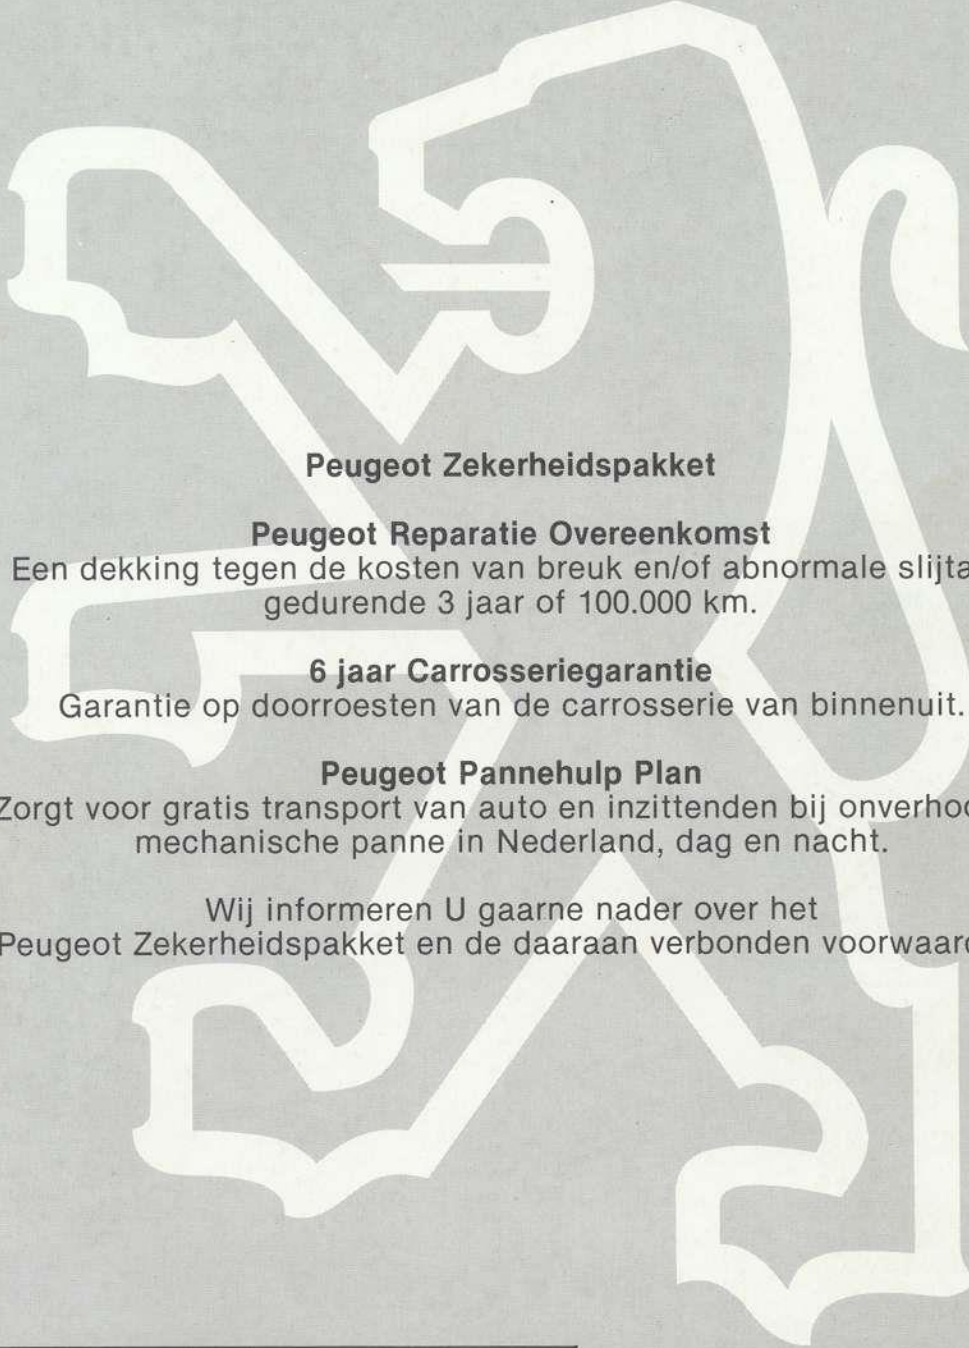 Peugeot Zekerheidspakket
Peugeot Reparatie Overeenkomst
Een dekking tegen de kosten van breuk en/of abnormale slijta
gedurende 3 jaar of 100.000 km.
6 jaar Carrosseriegarantie
Garantie op doorroesten van de carrosserie van binnenuit.
Peugeot Pannehulp Plan
Zorgt voor gratis transport van auto en inzittenden bij onverhoo
mechanische panne in Nederland, dag en nacht.
Wij informeren U gaarne nader over het
Peugeot Zekerheidspakket en de daaraan verbonden voorwaard